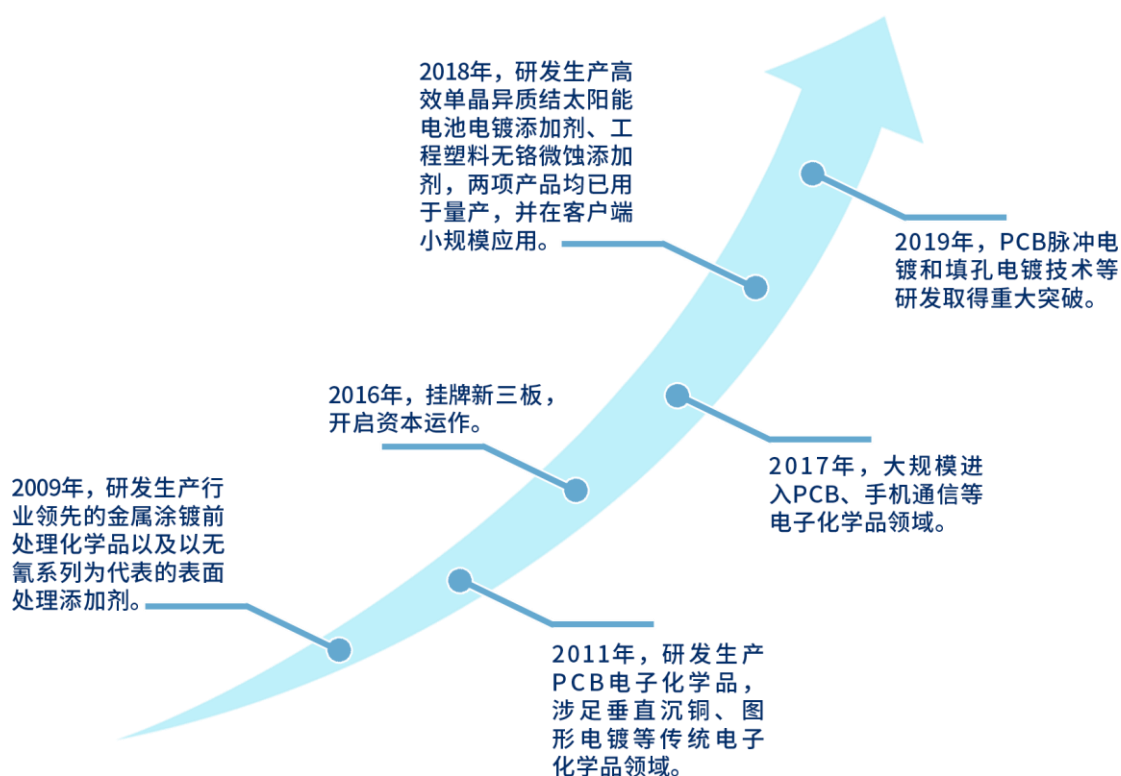 2018年，研发生产高
效单晶异质结太阳能
电池电镀添加剂、工
程塑料无铬微蚀添加
剂，两项产品均已用
于量产，并在客户端
小规模应用。
2019年，PCB脉冲电
镀和填孔电镀技术等
研发取得重大突破。
2016年，挂牌新三板，
开启资本运作。
2017年，大规模进
入PCB、手机通信等
电子化学品领域。
2009年，研发生产行
业领先的金属涂镀前
处理化学品以及以无
氰系列为代表的表面
处理添加剂。
2011年，研发生产
PCB电子化学品，
涉足垂直沉铜、图
形电镀等传统电子
化学品领域。